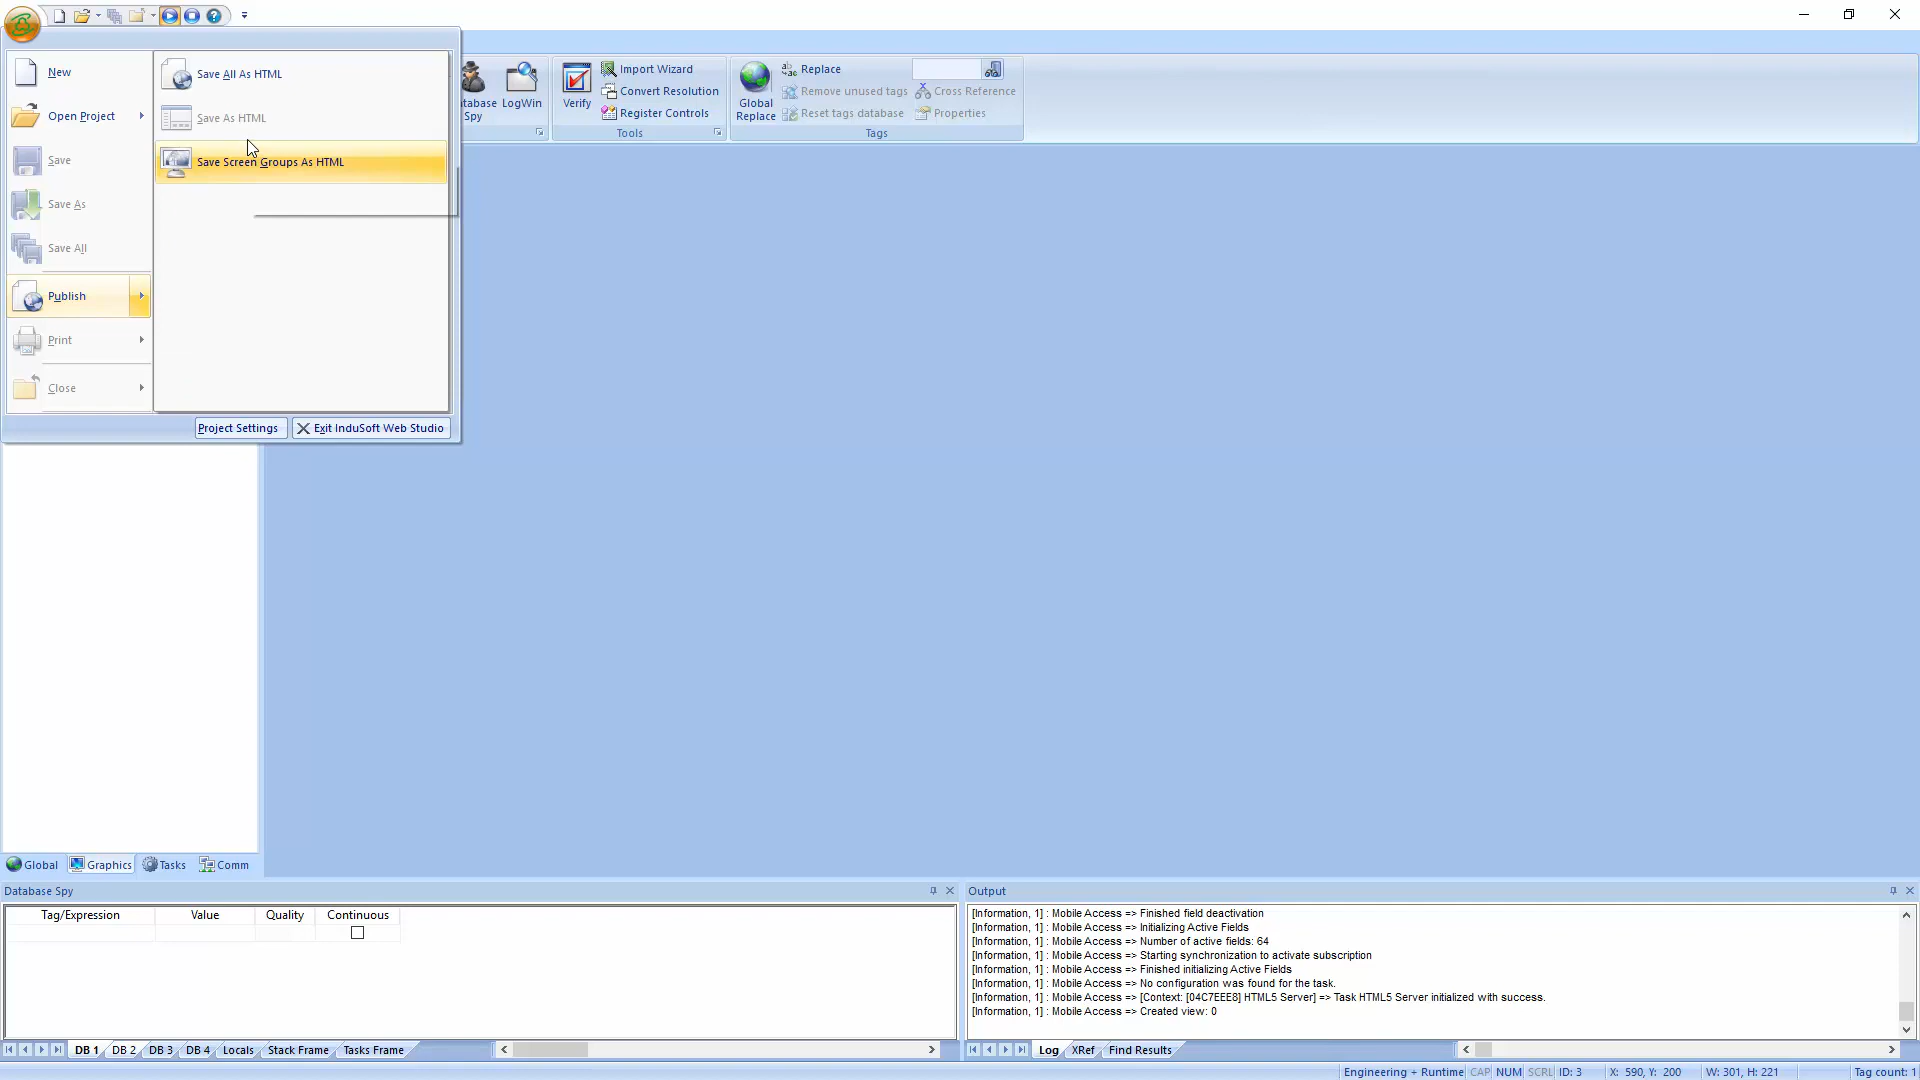 New
Open Project
Save
Save As
Save All
Publish
Print
Close
Save All As HTML
Save As HTML
Save Screen Groups As HTML
Project Settings
Exit InduSoft Web Studio
tabase
Spy
LogWin
Verify
Import Wizard
Convert Resolution
Register Controls
Tools
Global
Replace
Replace
Remove unused tags
Reset tags database
Cross Reference
Properties
Tags
Global
Graphics
Tasks
Comm
Database Spy
Tag/Expression Value Quality Continuous
DB 1 DB 2 DB 3 DB 4 Locals Stack Frame Tasks Frame
Output
[Information, 1] : Mobile Access => Finished field deactivation
[Information, 1] : Mobile Access => Initializing Active Fields
[Information, 1] : Mobile Access => Number of active fields: 64
[Information, 1] : Mobile Access => Starting synchronization to activate subscription
[Information, 1] : Mobile Access => Finished initializing Active Fields
[Information, 1] : Mobile Access => No configuration was found for the task.
[Information, 1] : Mobile Access => [Context: [04C7EEE8] HTML5 Server] => Task HTML5 Server initialized with success.
[Information, 1] : Mobile Access => Created view: 0
Log XRef Find Results
Engineering + Runtime CAP NUM SCRL ID: 3 X: 590, Y: 200 W: 301, H: 221 Tag count: 1